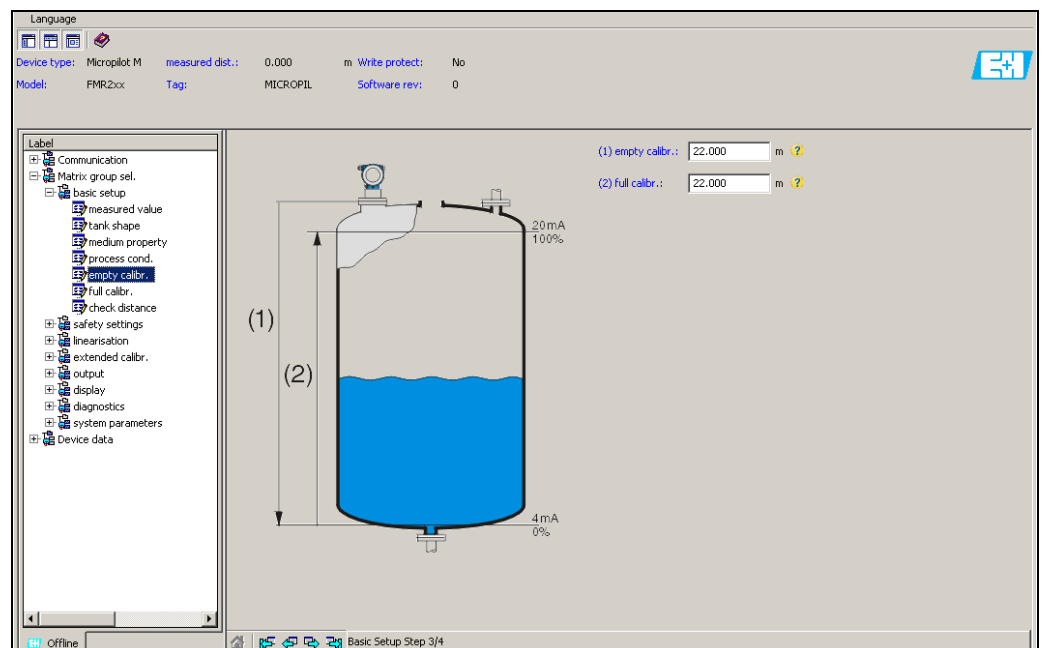 Language
Device type: Micropilot M measured dist.: 0.000 m Write protect: No
Model: FMR2xx Tag: MICROPIL Software rev: 0
E+H
Label
Communication
Matrix group sel.
basic setup
measured value
tank shape
medium property
process cond.
empty calibr.
full calibr.
check distance
safety settings
linearisation
extended calibr.
output
display
diagnostics
system parameters
Device data
(1) empty calibr.: 22.000 m ?
(2) full calibr.: 22.000 m ?
20mA
100%
(1)
(2)
4mA
0%
Offline
Basic Setup Step 3/4